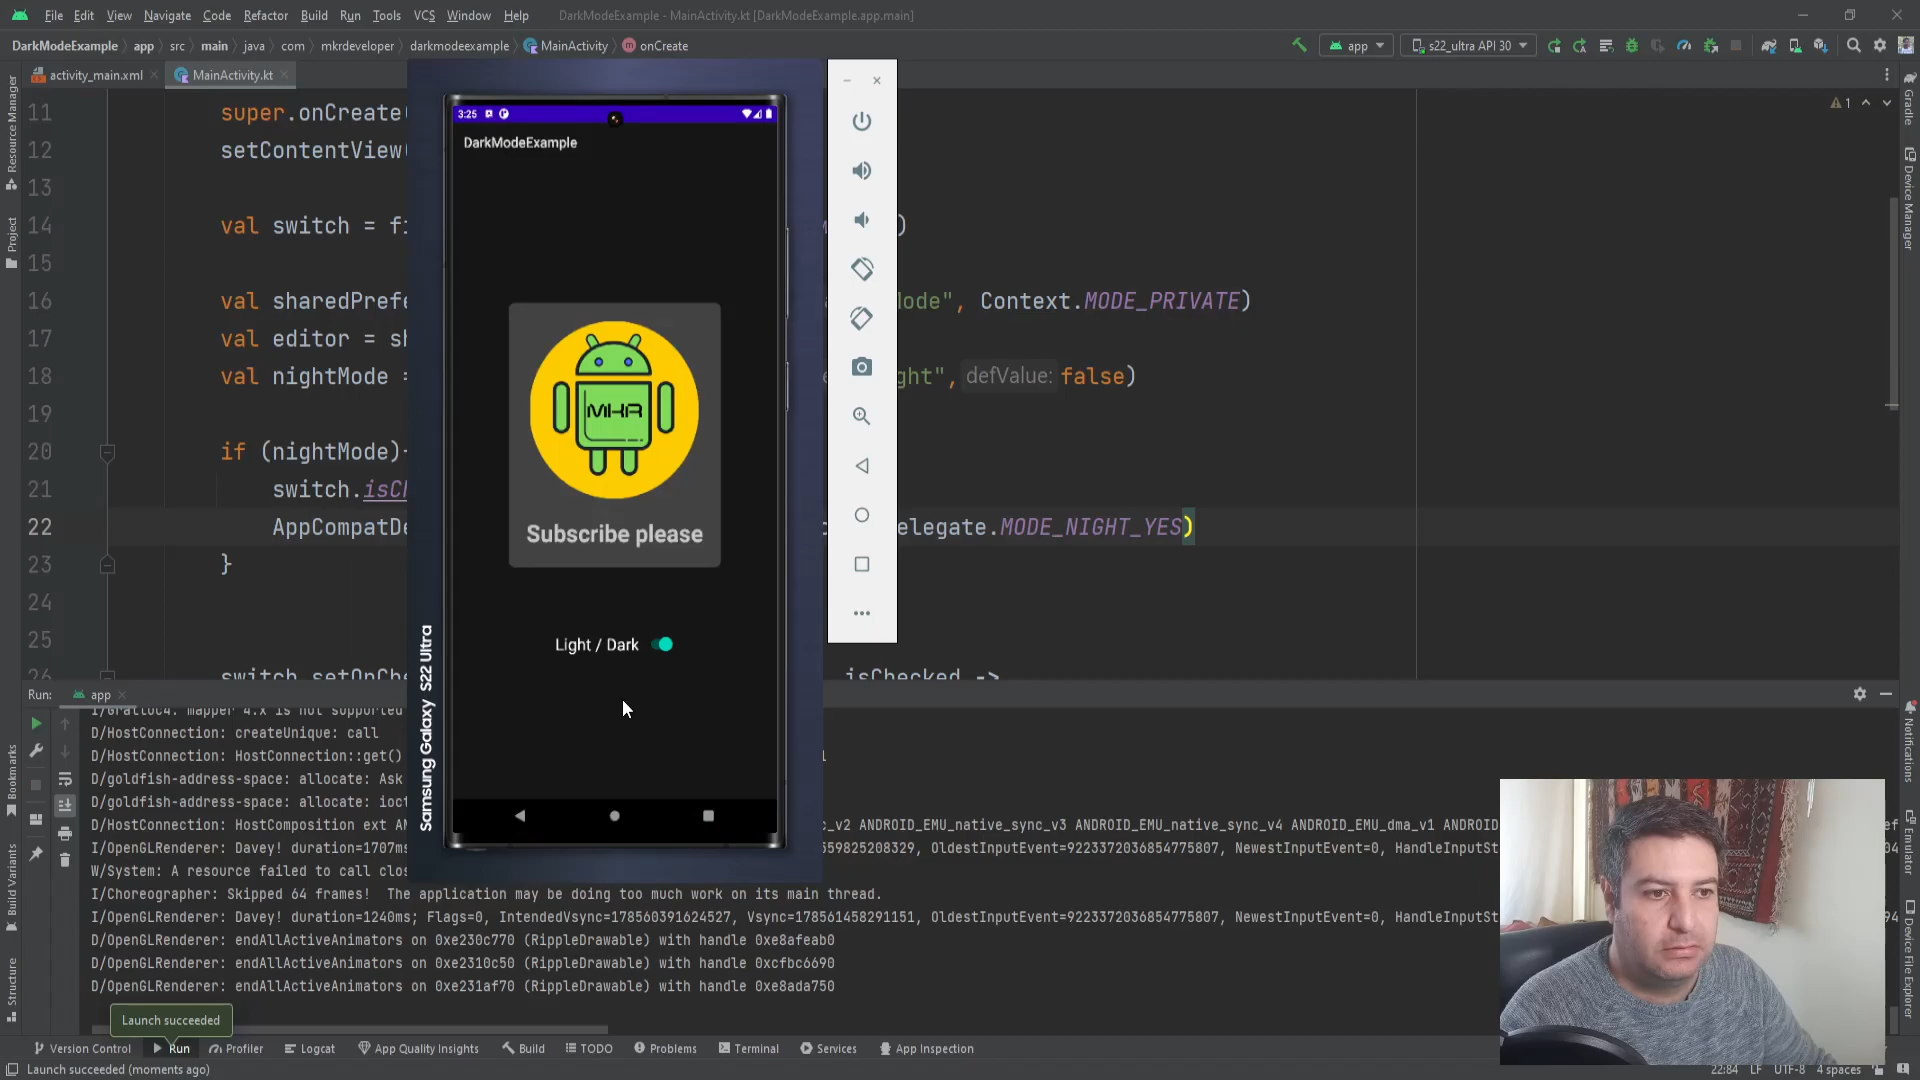 File Edit View Navigate Code Refactor Build Run Tools VCS Window Help DarkModeExample - MainActivity.kt [DarkModeExample.app.main]
DarkModeExample app src main java com mkrdeveloper darkmodeexample MainActivity onCreate app s22_ultra API 30
activity_main.xml MainActivity.kt
Resource Manager
Project
Bookmarks
Build Variants
Structure
11 super.onCreate(
12 setContentView(
13
14 val switch = fi )
15
16 val sharedPrefe ode", Context.MODE_PRIVATE)
17 val editor = sh
18 val nightMode = ght", defValue: false)
19
20 if (nightMode)
21 switch.isCh
22 AppCompatDe elegate.MODE_NIGHT_YES)
23 }
24
25
26 switch.setOnChe isChecked ->
1
3:25
DarkModeExample
MKR
Subscribe please
Light / Dark
Samsung Galaxy S22 Ultra
Gradle
Device Manager
Notifications
Emulator
Device File Explorer
Run: app
I/Gralloc4: mapper 4.x is not supported
D/HostConnection: createUnique: call
D/HostConnection: HostConnection::get()
D/goldfish-address-space: allocate: Ask
D/goldfish-address-space: allocate: ioct
D/HostConnection: HostComposition ext AN c_v2 ANDROID_EMU_native_sync_v3 ANDROID_EMU_native_sync_v4 ANDROID_EMU_dma_v1 ANDROID
I/OpenGLRenderer: Davey! duration=1707ms 559825208329, OldestInputEvent=9223372036854775807, NewestInputEvent=0, HandleInputSt
W/System: A resource failed to call clos
I/Choreographer: Skipped 64 frames! The application may be doing too much work on its main thread.
I/OpenGLRenderer: Davey! duration=1240ms; Flags=0, IntendedVsync=178560391624527, Vsync=178561458291151, OldestInputEvent=9223372036854775807, NewestInputEvent=0, HandleInputSt
D/OpenGLRenderer: endAllActiveAnimators on 0xe230c770 (RippleDrawable) with handle 0xe8afeab0
D/OpenGLRenderer: endAllActiveAnimators on 0xe2310c50 (RippleDrawable) with handle 0xcfbc6690
D/OpenGLRenderer: endAllActiveAnimators on 0xe231af70 (RippleDrawable) with handle 0xe8ada750
Launch succeeded
Version Control Run Profiler Logcat App Quality Insights Build TODO Problems Terminal Services App Inspection
Launch succeeded (moments ago) 22:84 LF UTF-8 4 spaces